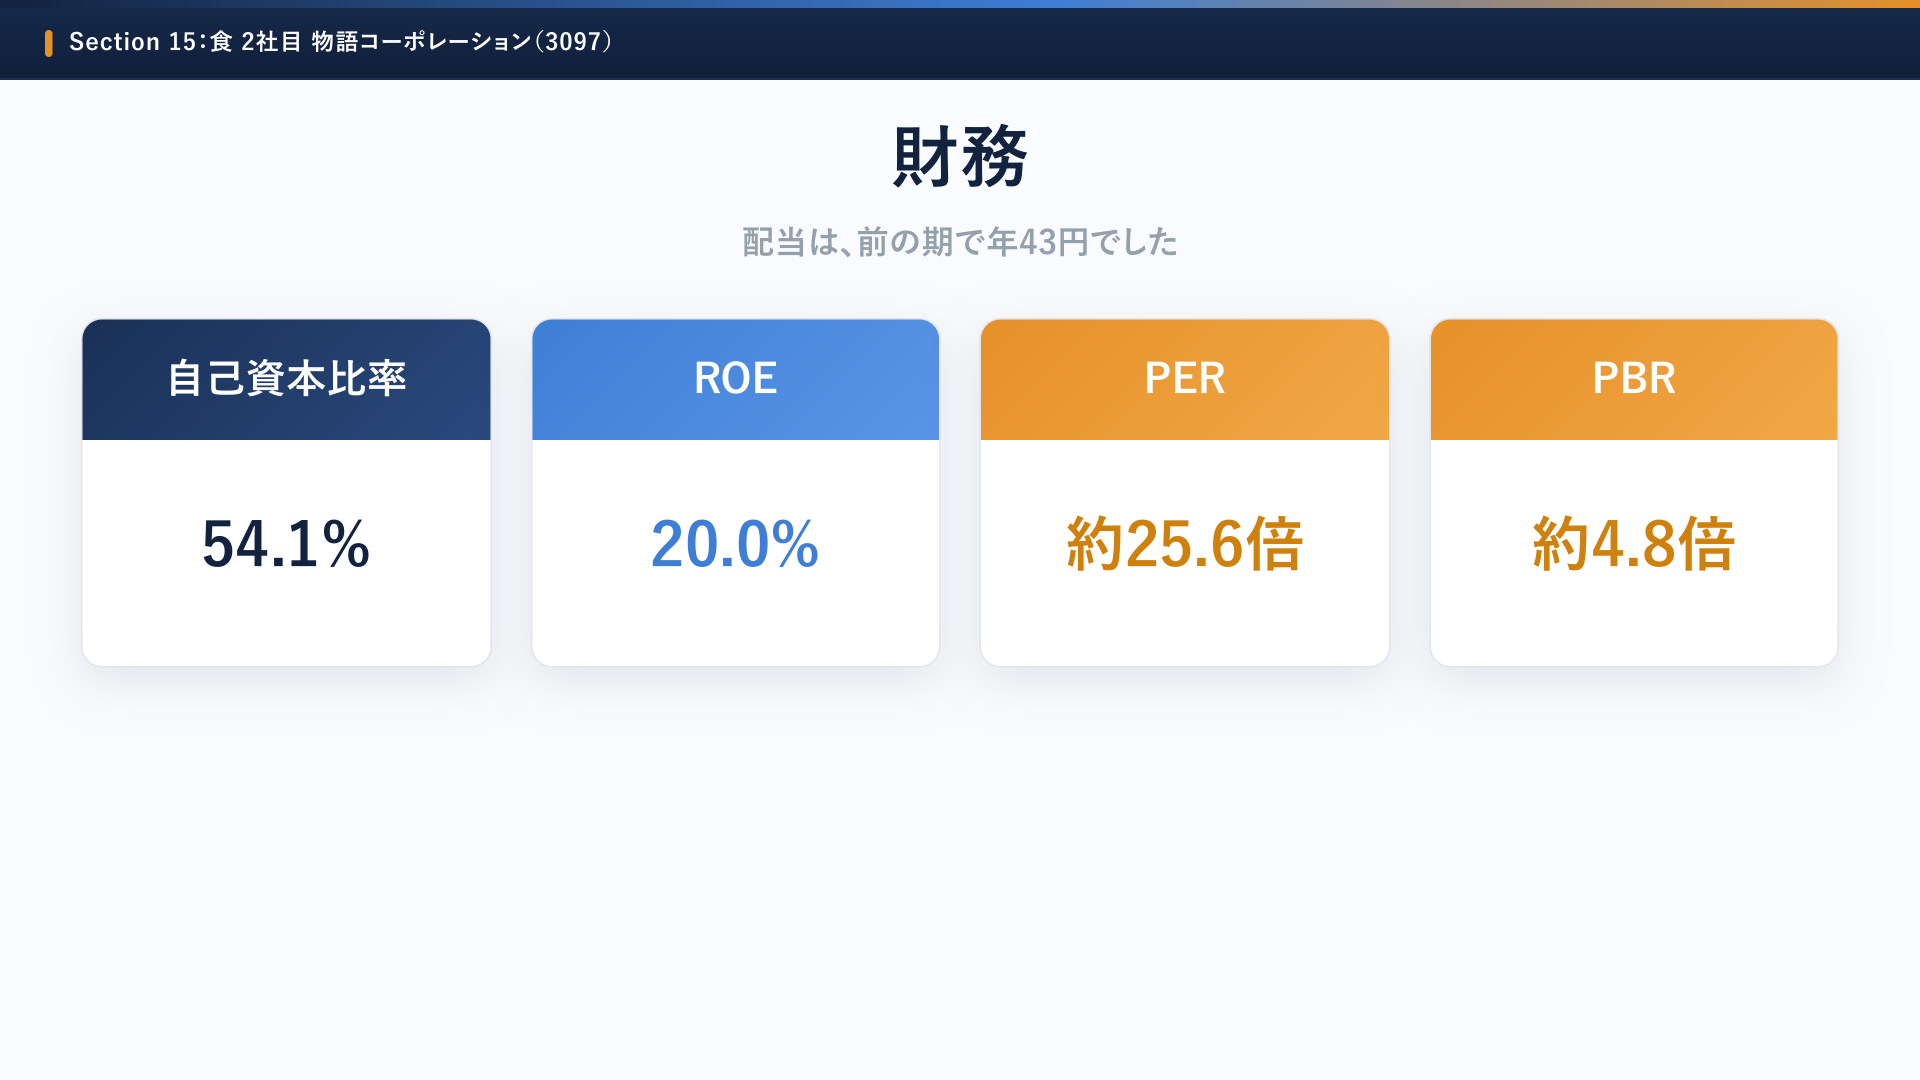 Section 15：食 2社目 物語コーポレーション（3097）
財務
配当は、前の期で年43円でした
自己資本比率
54.1%
ROE
20.0%
PER
約25.6倍
PBR
約4.8倍